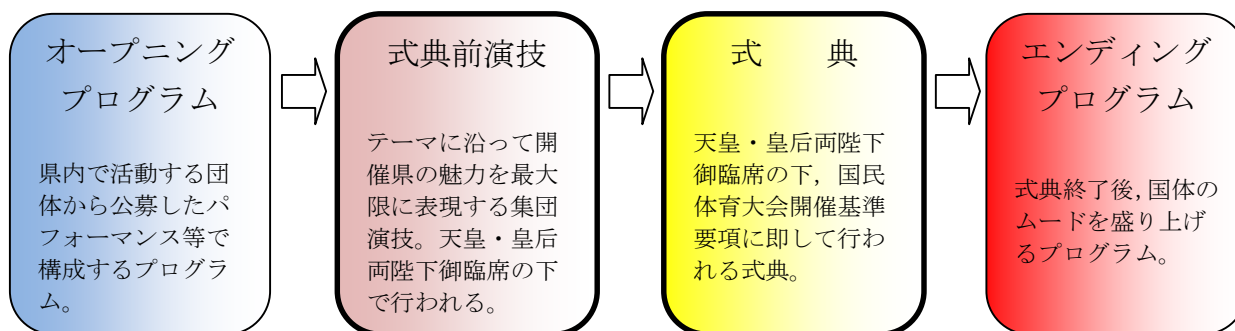 オープニング
プログラム
県内で活動する団
体から公募したパ
フォーマンス等で
構成するプログラ
ム。
式典前演技
テーマに沿って開
催県の魅力を最大
限に表現する集団
演技。天皇・皇后
両陛下御臨席の下
で行われる。
式　典
天皇・皇后両陛下
御臨席の下，国民
体育大会開催基準
要項に即して行わ
れる式典。
エンディング
プログラム
式典終了後，国体の
ムードを盛り上げ
るプログラム。